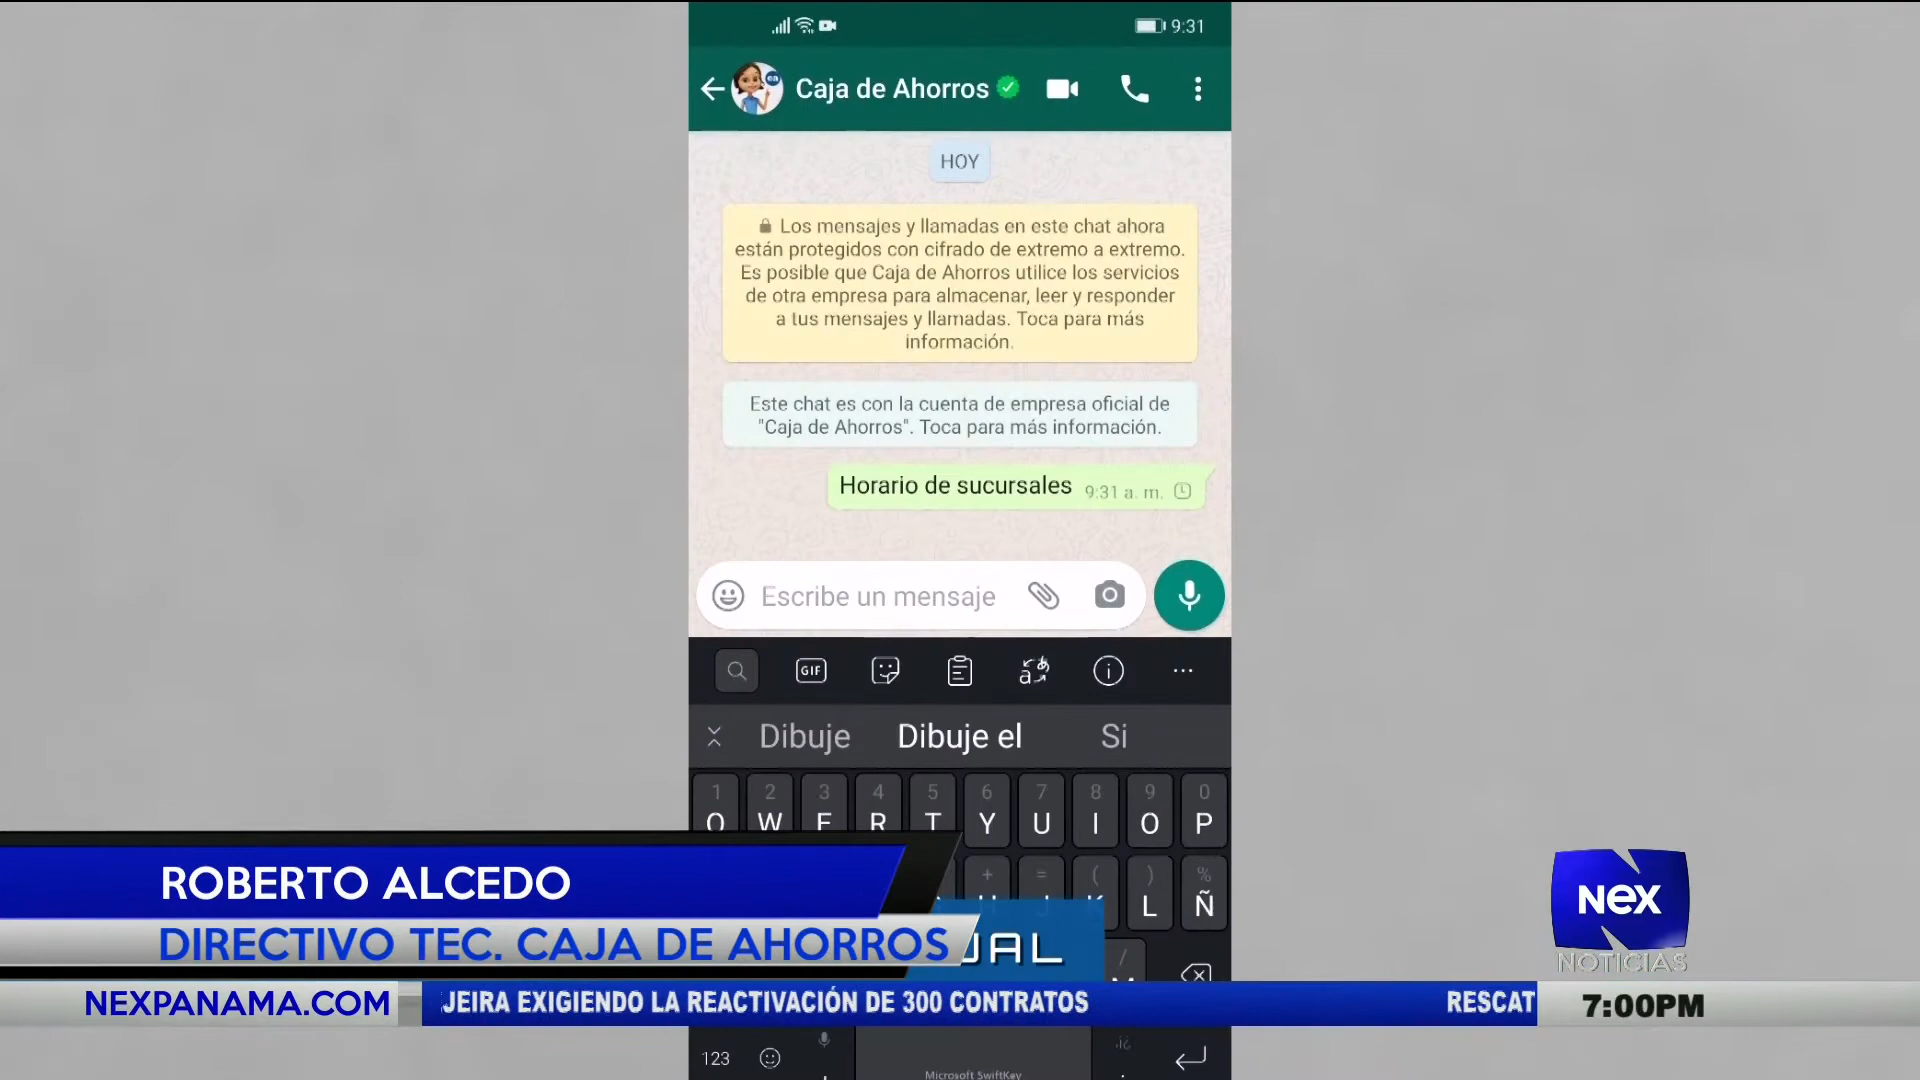 9:31
Caja de Ahorros
HOY
Los mensajes y llamadas en este chat ahora
están protegidos con cifrado de extremo a extremo.
Es posible que Caja de Ahorros utilice los servicios
de otra empresa para almacenar, leer y responder
a tus mensajes y llamadas. Toca para más
información.
Este chat es con la cuenta de empresa oficial de
"Caja de Ahorros". Toca para más información.
Horario de sucursales 9:31 a. m.
Escribe un mensaje
GIF
Dibuje Dibuje el Si
1 2 3 4 5 6 7 8 9 0
Q W E R T Y U I O P
+ = ( ) %
H J K L Ñ
ROBERTO ALCEDO
DIRECTIVO TEC. CAJA DE AHORROS
UAL
/
M
nex
NOTICIAS
NEXPANAMA.COM
JEIRA EXIGIENDO LA REACTIVACIÓN DE 300 CONTRATOS
RESCAT
7:00PM
123
Microsoft SwiftKey